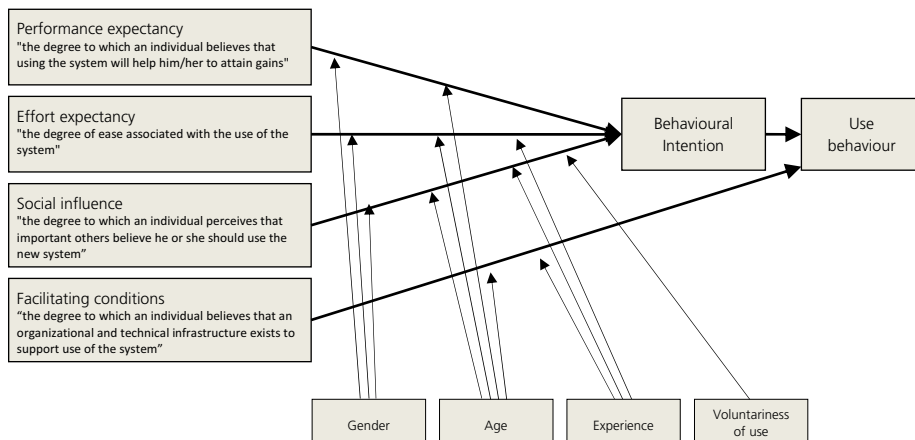 Performance expectancy
"the degree to which an individual believes that
using the system will help him/her to attain gains"
Effort expectancy
"the degree of ease associated with the use of the
system"
Social influence
"the degree to which an individual perceives that
important others believe he or she should use the
new system”
Facilitating conditions
“the degree to which an individual believes that an
organizational and technical infrastructure exists to
support use of the system”
Behavioural
Intention
Use
behaviour
Gender
Age
Experience
Voluntariness
of use